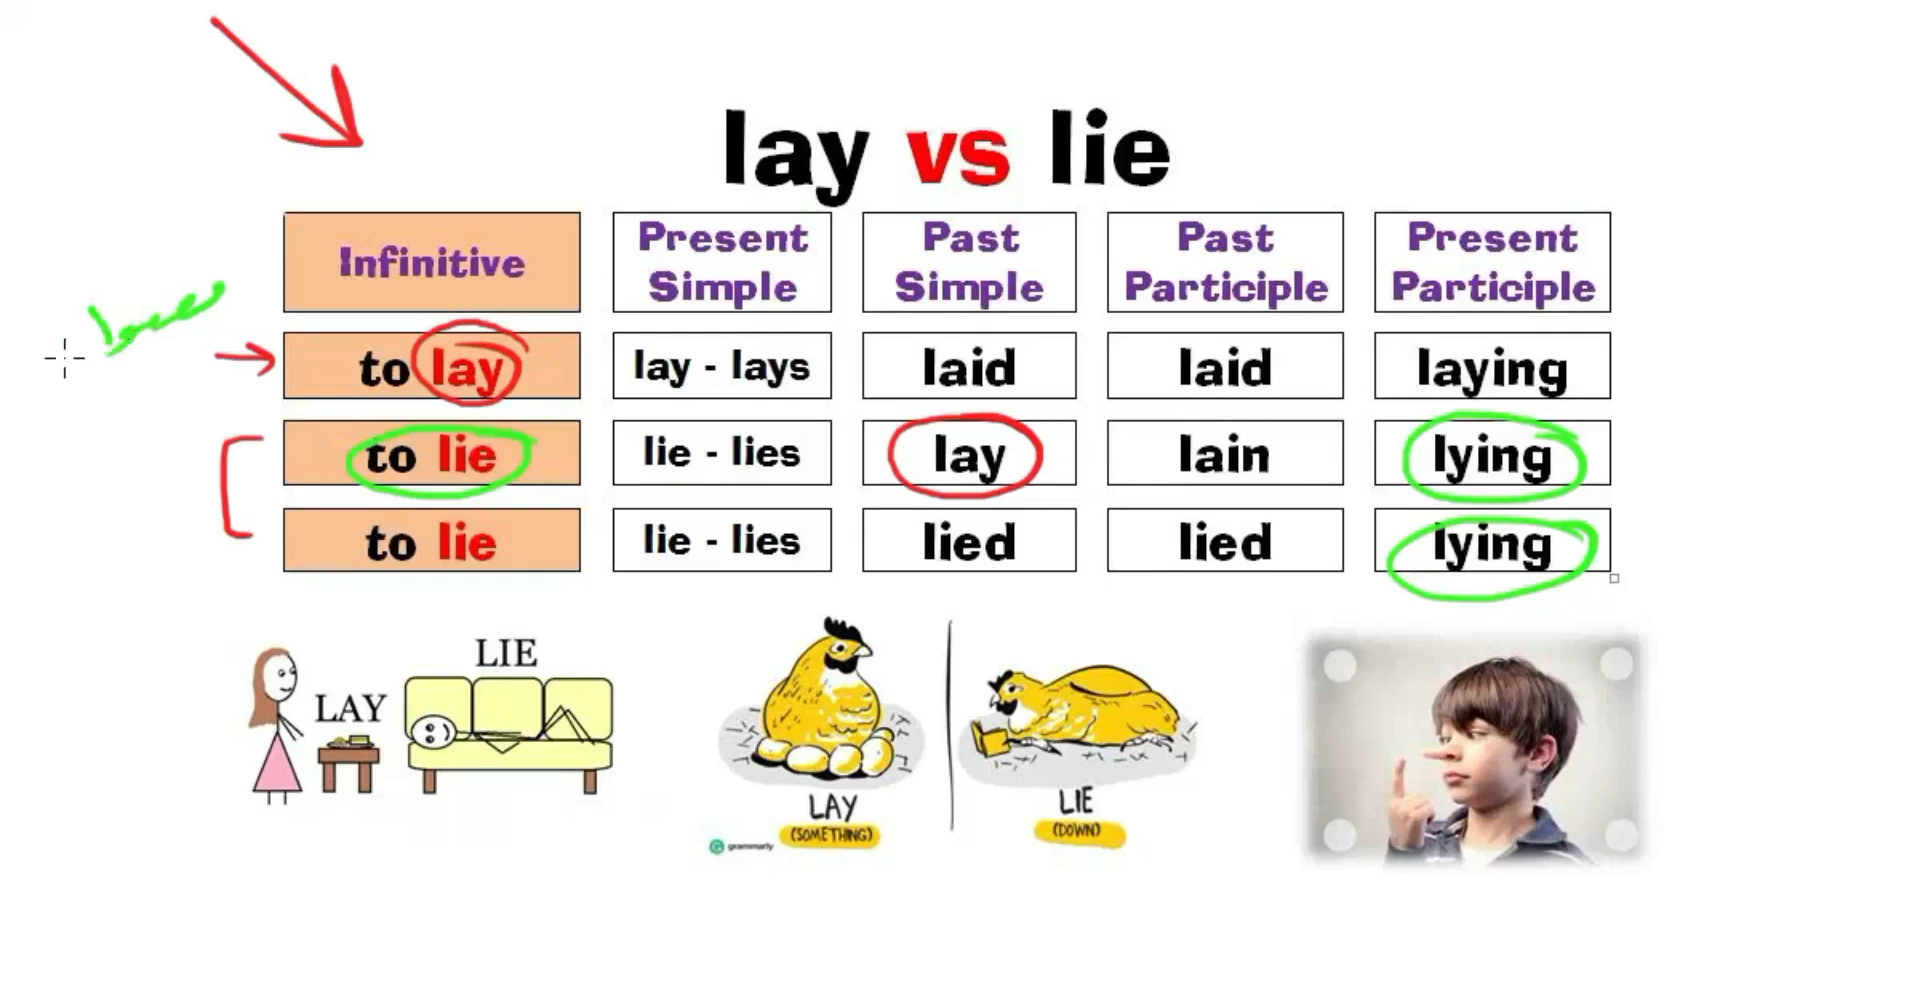 lay vs lie
Infinitive
Present
Simple
Past
Simple
Past
Participle
Present
Participle
to lay
lay - lays
laid
laid
laying
to lie
lie - lies
lay
lain
lying
to lie
lie - lies
lied
lied
lying
LAY
LIE
LAY
(SOMETHING)
LIE
(DOWN)
grammarly